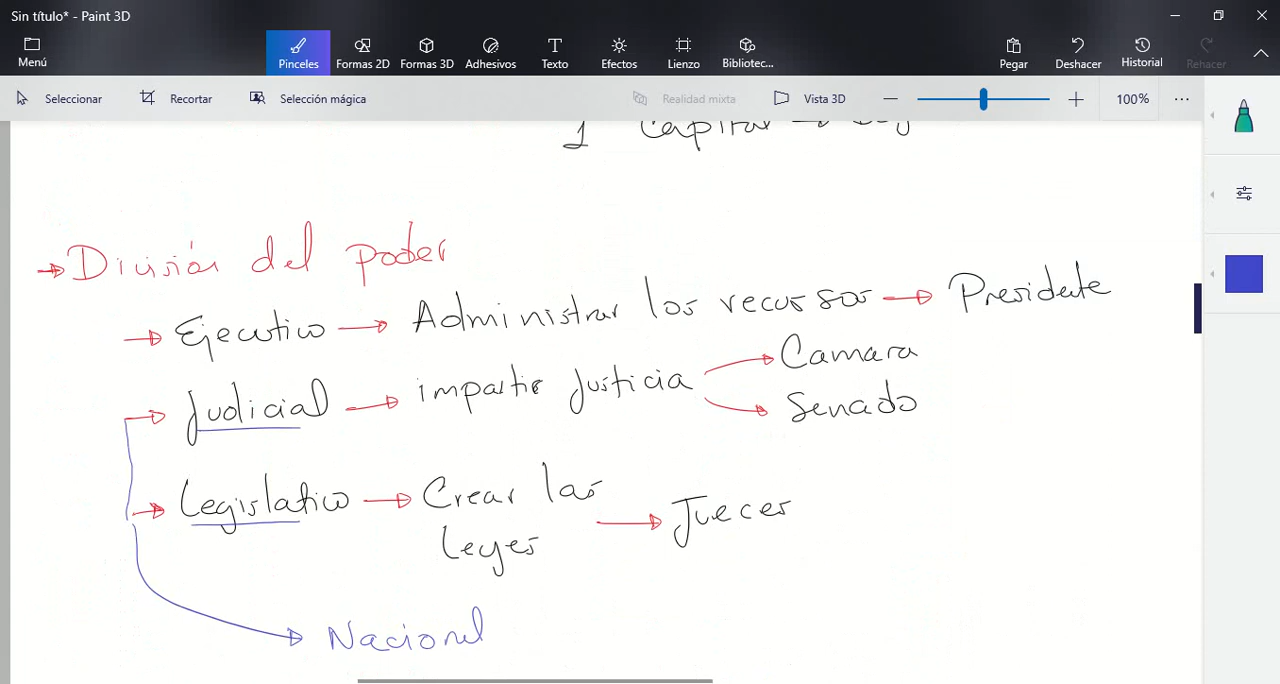 Sin título* - Paint 3D
Menú
Pinceles Formas 2D Formas 3D Adhesivos Texto Efectos Lienzo Bibliotec... Pegar Deshacer Historial Rehacer
Seleccionar Recortar Selección mágica Realidad mixta Vista 3D 100%
1 Capital →
→ División del poder
→ Ejecutivo → Administrar los recursos → Presidente
→ Judicial → impartir Justicia → Camara
→ Senado
→ Legislativo → Crear las
leyes → Jueces
→ Nacional